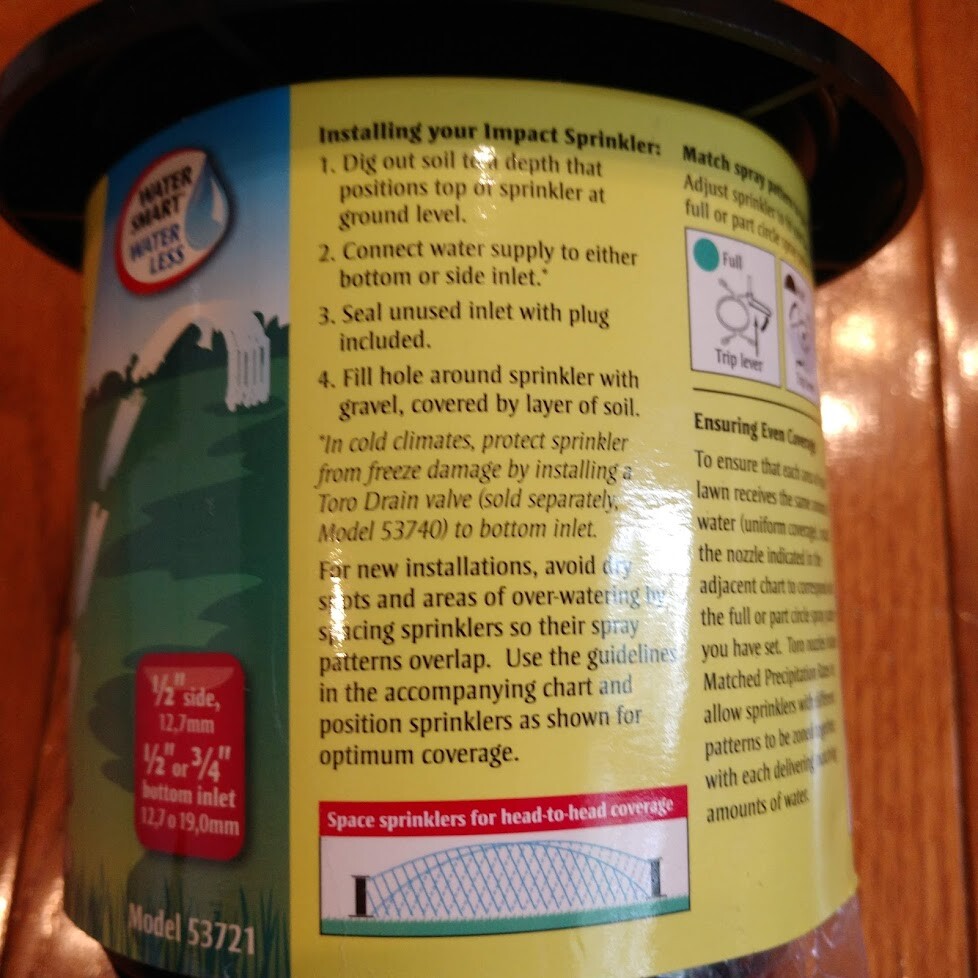 WATER
SMART
WATER
LESS
1/2" side,
12,7mm
1/2" or 3/4"
bottom inlet
12,7 o 19,0mm
Model 53721
Installing your Impact Sprinkler:
1. Dig out soil to a depth that
positions top of sprinkler at
ground level.
2. Connect water supply to either
bottom or side inlet.*
3. Seal unused inlet with plug
included.
4. Fill hole around sprinkler with
gravel, covered by layer of soil.
*In cold climates, protect sprinkler
from freeze damage by installing a
Toro Drain valve (sold separately,
Model 53740) to bottom inlet.
For new installations, avoid dry
spots and areas of over-watering by
spacing sprinklers so their spray
patterns overlap. Use the guidelines
in the accompanying chart and
position sprinklers as shown for
optimum coverage.
Space sprinklers for head-to-head coverage
Match spray
Adjust sprinkler
full or part circle
Full
Trip lever
Ensuring Even Coverage
To ensure that each
lawn receives the same
water (uniform coverage),
the nozzle indicated in the
adjacent chart to
the full or part circle
you have set. Toro
Matched Precipitation
allow sprinklers with
patterns to be zoned
with each delivering
amounts of water.